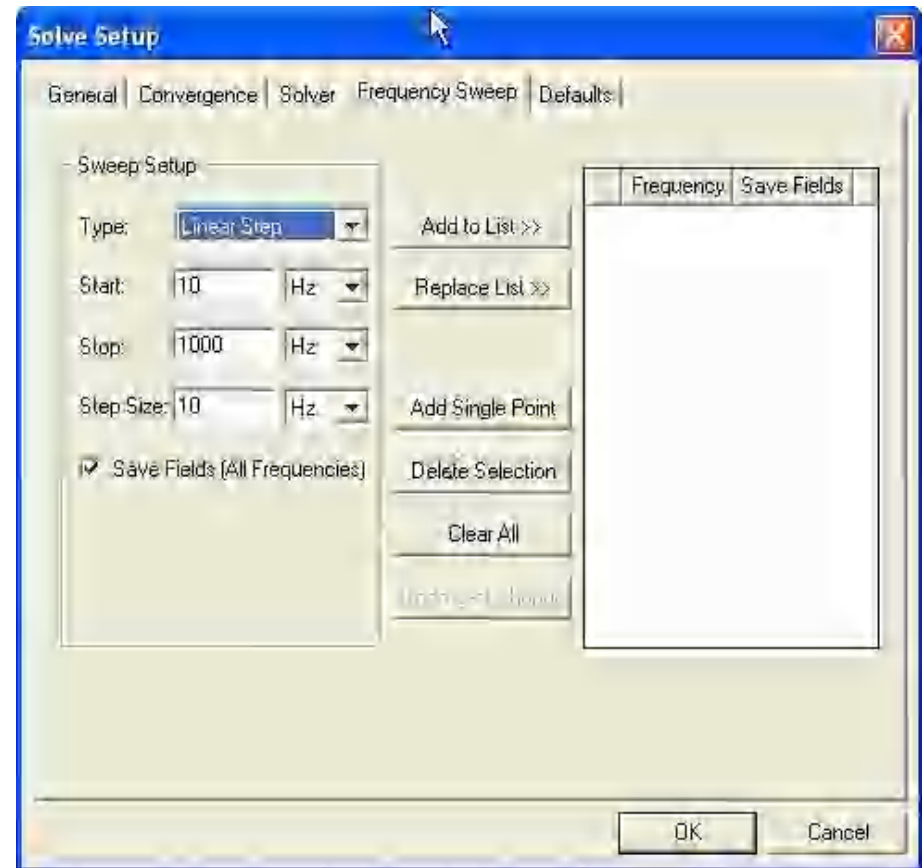 Solve Setup
General Convergence Solver Frequency Sweep Defaults
Sweep Setup
Type: Linear Step
Start: 10 Hz
Stop: 1000 Hz
Step Size: 10 Hz
Save Fields (All Frequencies)
Add to List >>
Replace List >>
Add Single Point
Delete Selection
Clear All
Frequency Save Fields
OK Cancel